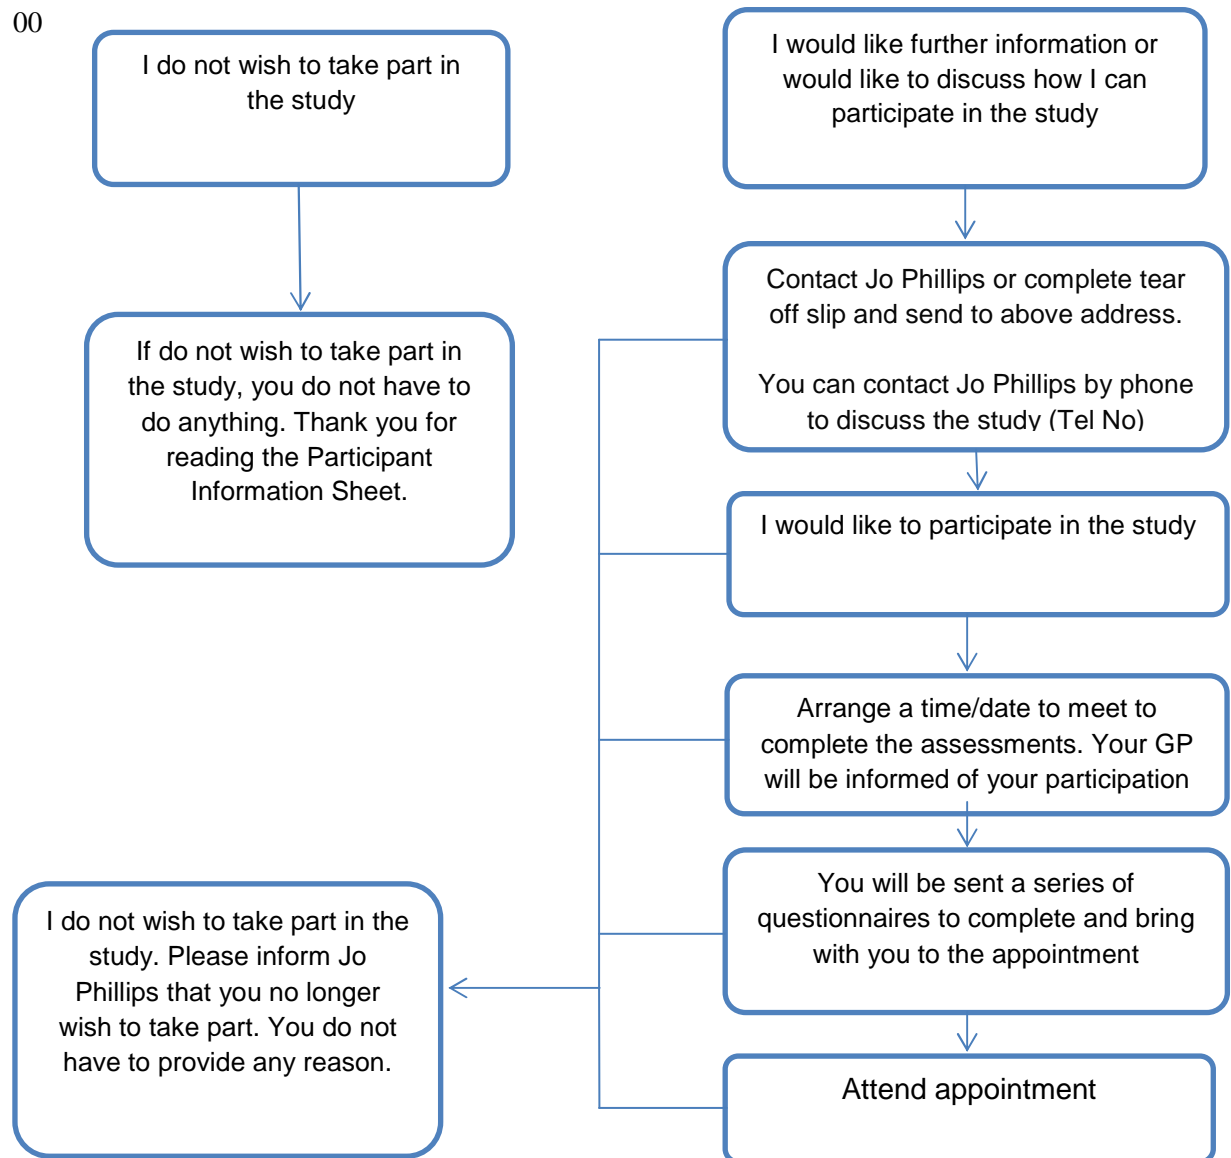 00
I do not wish to take part in
the study
I would like further information or
would like to discuss how I can
participate in the study
If do not wish to take part in
the study, you do not have to
do anything. Thank you for
reading the Participant
Information Sheet.
Contact Jo Phillips or complete tear
off slip and send to above address.
You can contact Jo Phillips by phone
to discuss the study (Tel No)
I would like to participate in the study
Arrange a time/date to meet to
complete the assessments. Your GP
will be informed of your participation
You will be sent a series of
questionnaires to complete and bring
with you to the appointment
I do not wish to take part in the
study. Please inform Jo
Phillips that you no longer
wish to take part. You do not
have to provide any reason.
Attend appointment